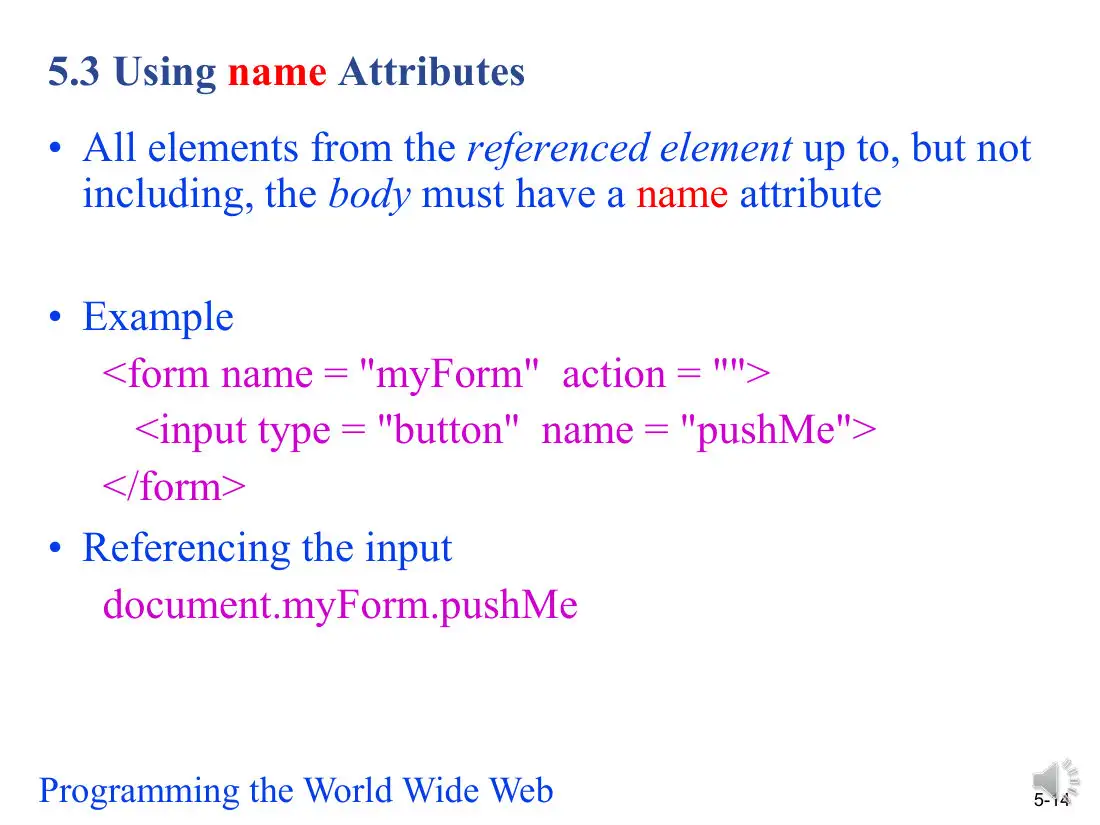 5.3 Using name Attributes
• All elements from the referenced element up to, but not
including, the body must have a name attribute
• Example
<form name = "myForm"  action = "">
<input type = "button"  name = "pushMe">
</form>
• Referencing the input
document.myForm.pushMe
Programming the World Wide Web
5-14